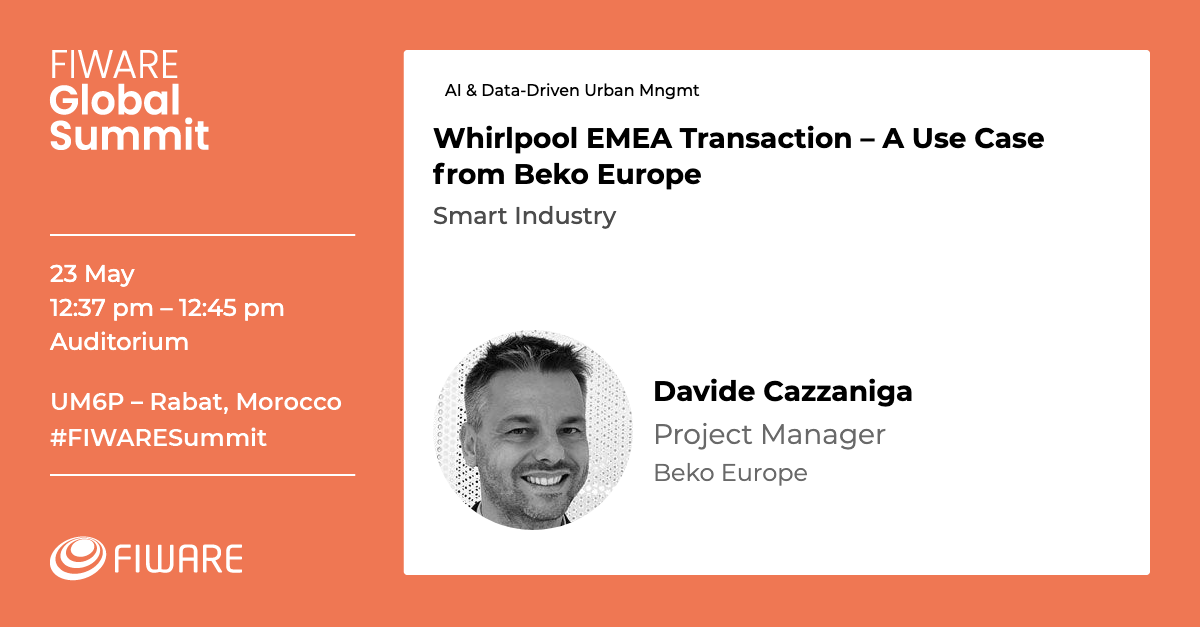 FIWARE
Global
Summit
23 May
12:37 pm – 12:45 pm
Auditorium
UM6P – Rabat, Morocco
#FIWARESummit
FIWARE
AI & Data-Driven Urban Mngmt
Whirlpool EMEA Transaction – A Use Case
from Beko Europe
Smart Industry
Davide Cazzaniga
Project Manager
Beko Europe